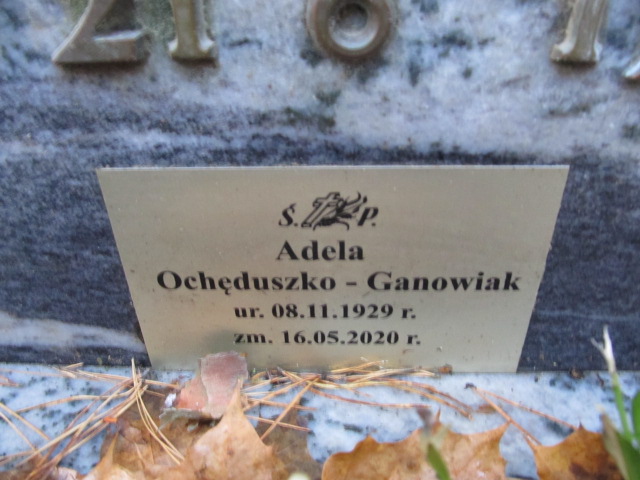 Ś. P.
Adela
Ochęduszko - Ganowiak
ur. 08.11.1929 r.
zm. 16.05.2020 r.